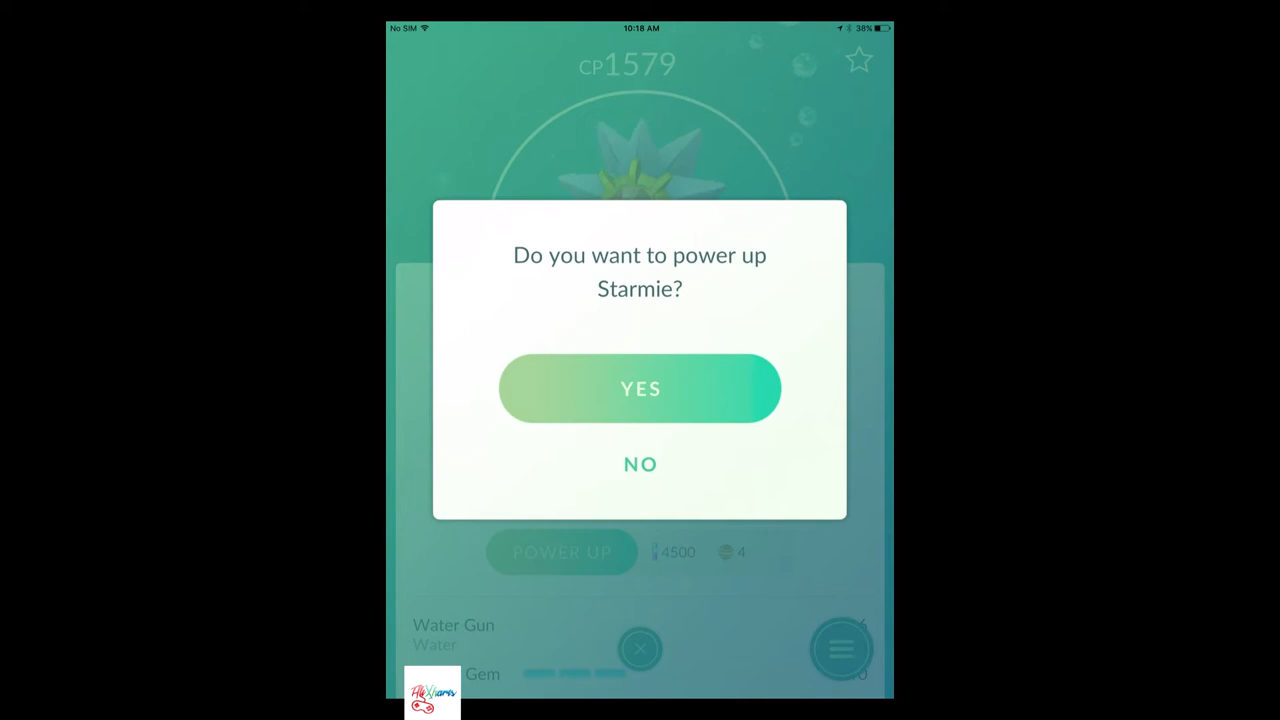 No SIM 10:18 AM 38%
CP1579
Do you want to power up
Starmie?
YES
NO
POWER UP 4500 4
Water Gun
Water
Gem